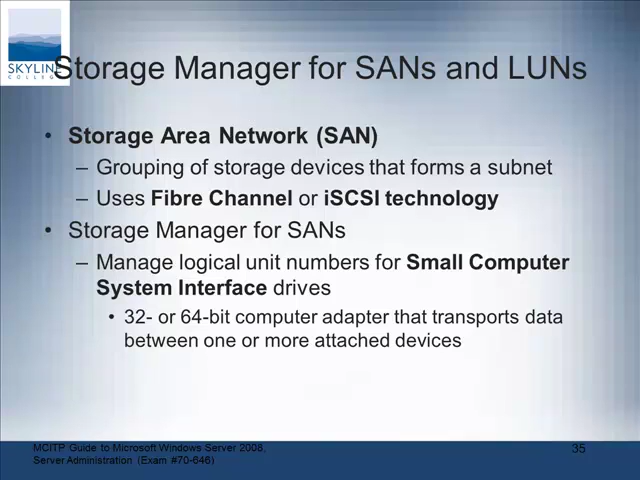 SKYLINE
COLLEGE
Storage Manager for SANs and LUNs
• Storage Area Network (SAN)
– Grouping of storage devices that forms a subnet
– Uses Fibre Channel or iSCSI technology
• Storage Manager for SANs
– Manage logical unit numbers for Small Computer
System Interface drives
• 32- or 64-bit computer adapter that transports data
between one or more attached devices
MCITP Guide to Microsoft Windows Server 2008,
Server Administration (Exam #70-646)
35